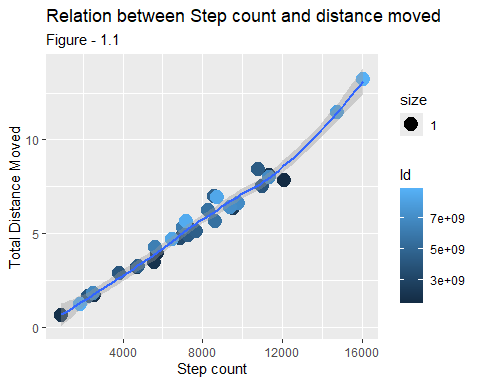 Relation between Step count and distance moved
Figure - 1.1
Total Distance Moved
10
5
0
4000
8000
12000
16000
Step count
size
1
Id
7e+09
5e+09
3e+09